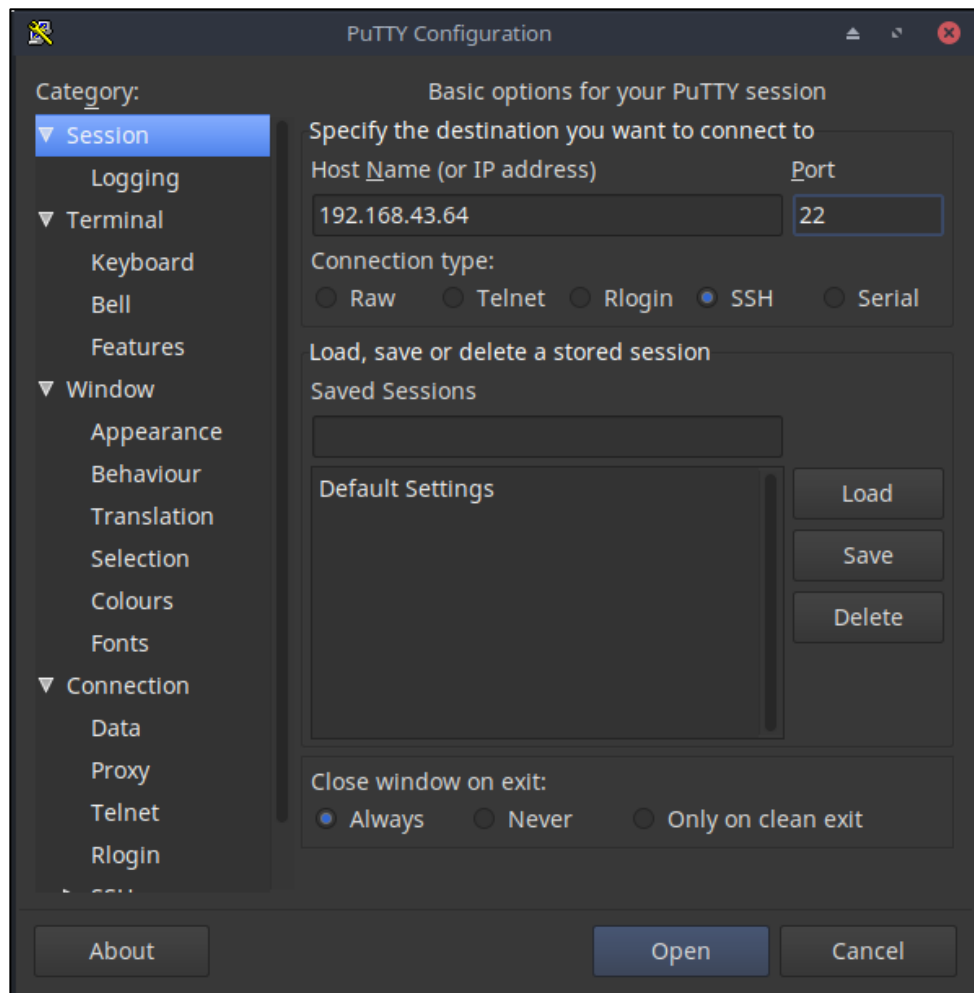 PuTTY Configuration
Category:
Session
Logging
Terminal
Keyboard
Bell
Features
Window
Appearance
Behaviour
Translation
Selection
Colours
Fonts
Connection
Data
Proxy
Telnet
Rlogin
Basic options for your PuTTY session
Specify the destination you want to connect to
Host Name (or IP address) Port
192.168.43.64 22
Connection type:
Raw Telnet Rlogin SSH Serial
Load, save or delete a stored session
Saved Sessions
Default Settings
Load
Save
Delete
Close window on exit:
Always Never Only on clean exit
About Open Cancel